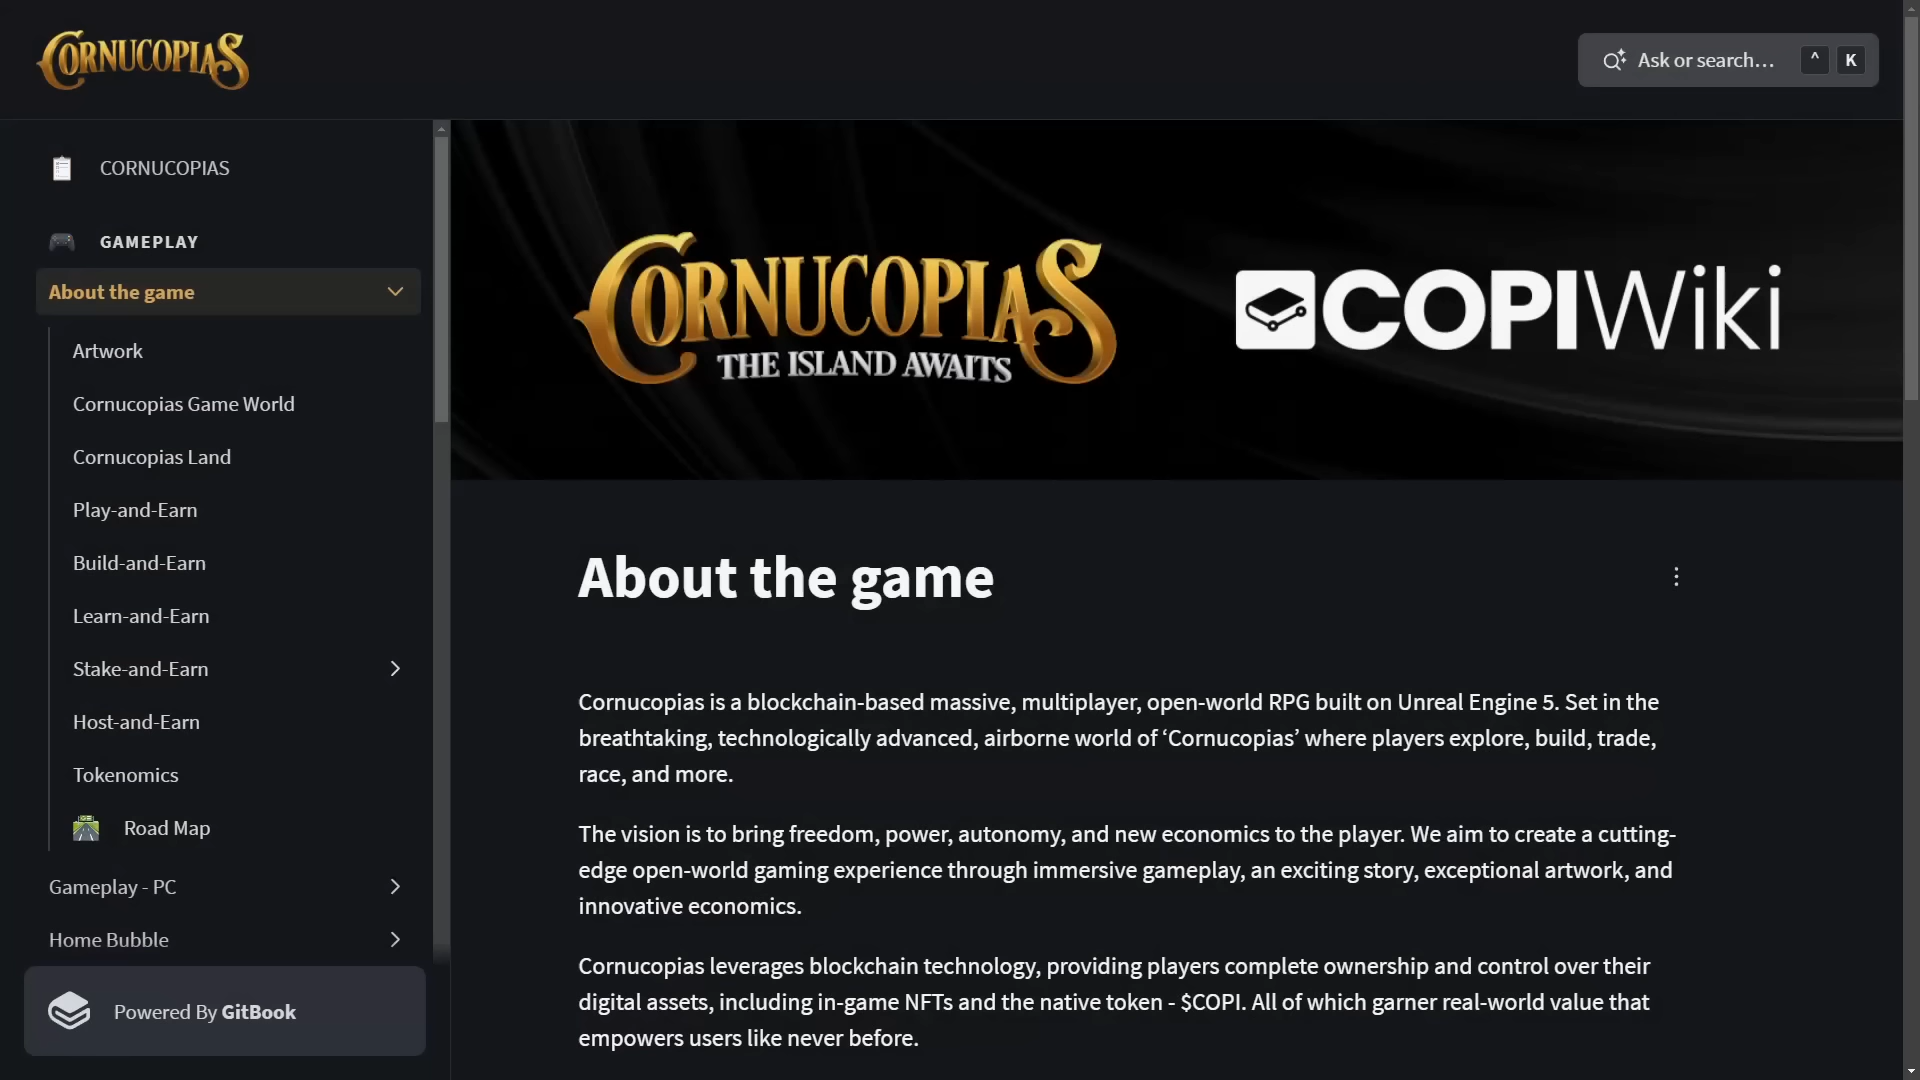 CORNUCOPIAS
Ask or search...
^
K
CORNUCOPIAS
GAMEPLAY
About the game
Artwork
Cornucopias Game World
Cornucopias Land
Play-and-Earn
Build-and-Earn
Learn-and-Earn
Stake-and-Earn
Host-and-Earn
Tokenomics
Road Map
Gameplay - PC
Home Bubble
Powered By GitBook
CORNUCOPIAS
THE ISLAND AWAITS
COPIWiki
About the game
Cornucopias is a blockchain-based massive, multiplayer, open-world RPG built on Unreal Engine 5. Set in the
breathtaking, technologically advanced, airborne world of ‘Cornucopias’ where players explore, build, trade,
race, and more.
The vision is to bring freedom, power, autonomy, and new economics to the player. We aim to create a cutting-
edge open-world gaming experience through immersive gameplay, an exciting story, exceptional artwork, and
innovative economics.
Cornucopias leverages blockchain technology, providing players complete ownership and control over their
digital assets, including in-game NFTs and the native token - $COPI. All of which garner real-world value that
empowers users like never before.